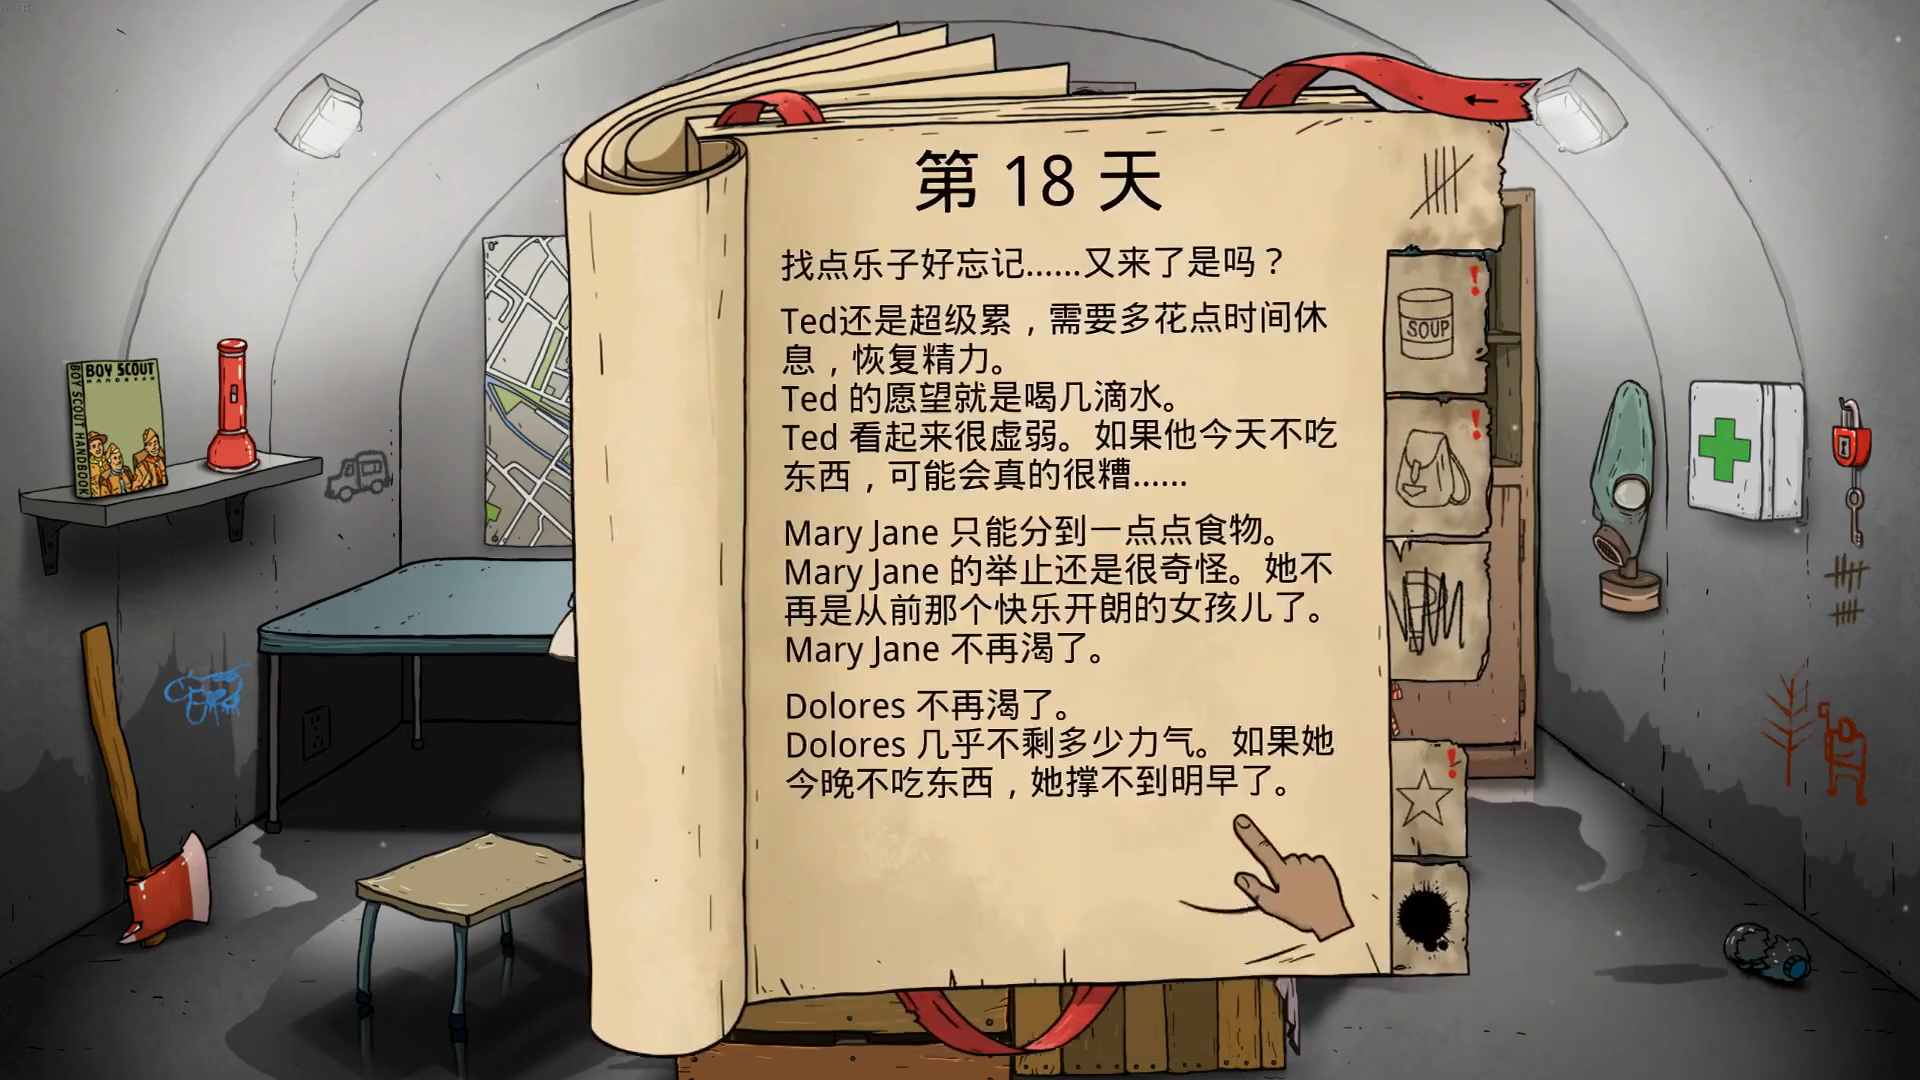 第 18 天
找点乐子好忘记......又来了是吗？
Ted还是超级累，需要多花点时间休
息，恢复精力。
Ted 的愿望就是喝几滴水。
Ted 看起来很虚弱。如果他今天不吃
东西，可能会真的很糟......
Mary Jane 只能分到一点点食物。
Mary Jane 的举止还是很奇怪。她不
再是从前那个快乐开朗的女孩儿了。
Mary Jane 不再渴了。
Dolores 不再渴了。
Dolores 几乎不剩多少力气。如果她
今晚不吃东西，她撑不到明早了。
SOUP
BOY SCOUT
HANDBOOK
BOY SCOUT HANDBOOK